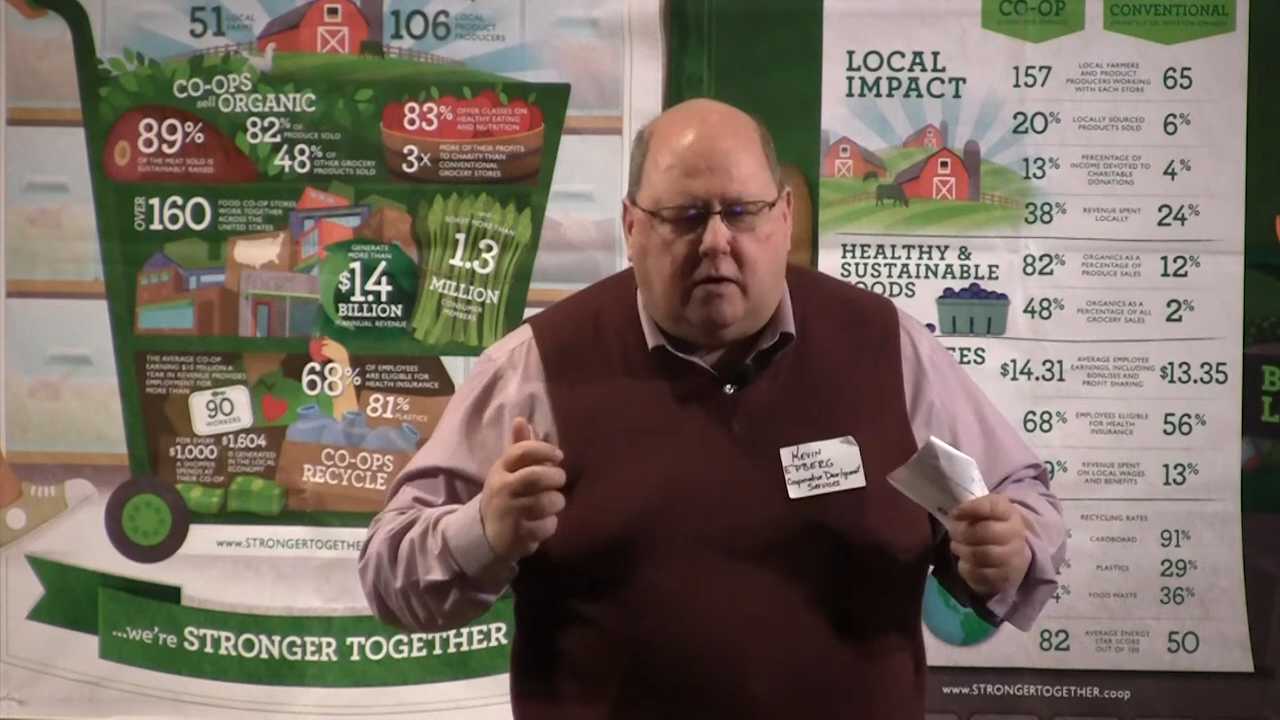 51 LOCAL FARMS
106 LOCAL PRODUCT PRODUCERS
CO-OPS
sell ORGANIC
89%
OF THE MEAT SOLD IS
SUSTAINABLY RAISED
82% OF PRODUCE SOLD
48% OF OTHER GROCERY PRODUCTS SOLD
83% OFFER CLASSES ON HEALTHY EATING AND NUTRITION
3x MORE OF THEIR PROFITS TO CHARITY THAN CONVENTIONAL GROCERY STORES
OVER 160 FOOD CO-OP STORES WORK TOGETHER ACROSS THE UNITED STATES
GENERATE
MORE THAN
$1.4
BILLION
ANNUAL REVENUE
BOAST MORE THAN
1.3
MILLION
CONSUMER
MEMBERS
THE AVERAGE CO-OP
EARNING $10 MILLION A
YEAR IN REVENUE PROVIDES
EMPLOYMENT FOR
MORE THAN
90
WORKERS
68% OF EMPLOYEES ARE ELIGIBLE FOR HEALTH INSURANCE
81% PLASTICS
FOR EVERY
$1,000
A SHOPPER
SPENDS AT
THEIR CO-OP
$1,604
IS GENERATED
IN THE LOCAL
ECONOMY
CO-OPS
RECYCLE
WWW.STRONGERTOGETHE
...we're STRONGER TOGETHER
CO-OP
CONVENTIONAL
LOCAL
IMPACT
157 LOCAL FARMERS AND PRODUCT PRODUCERS WORKING WITH EACH STORE 65
20% LOCALLY SOURCED PRODUCTS SOLD 6%
13% PERCENTAGE OF INCOME DEVOTED TO CHARITABLE DONATIONS 4%
38% REVENUE SPENT LOCALLY 24%
HEALTHY &
SUSTAINABLE
FOODS
82% ORGANICS AS A PERCENTAGE OF PRODUCE SALES 12%
48% ORGANICS AS A PERCENTAGE OF ALL GROCERY SALES 2%
EES
$14.31 AVERAGE EMPLOYEE EARNINGS, INCLUDING BONUSES AND PROFIT SHARING $13.35
68% EMPLOYEES ELIGIBLE FOR HEALTH INSURANCE 56%
9% REVENUE SPENT ON LOCAL WAGES AND BENEFITS 13%
RECYCLING RATES
% CARDBOARD 91%
% PLASTICS 29%
4% FOOD WASTE 36%
82 AVERAGE ENERGY STAR SCORE OUT OF 100 50
WWW.STRONGERTOGETHER.coop
KEVIN
EDBERG
Cooperative Development
Services
B
L